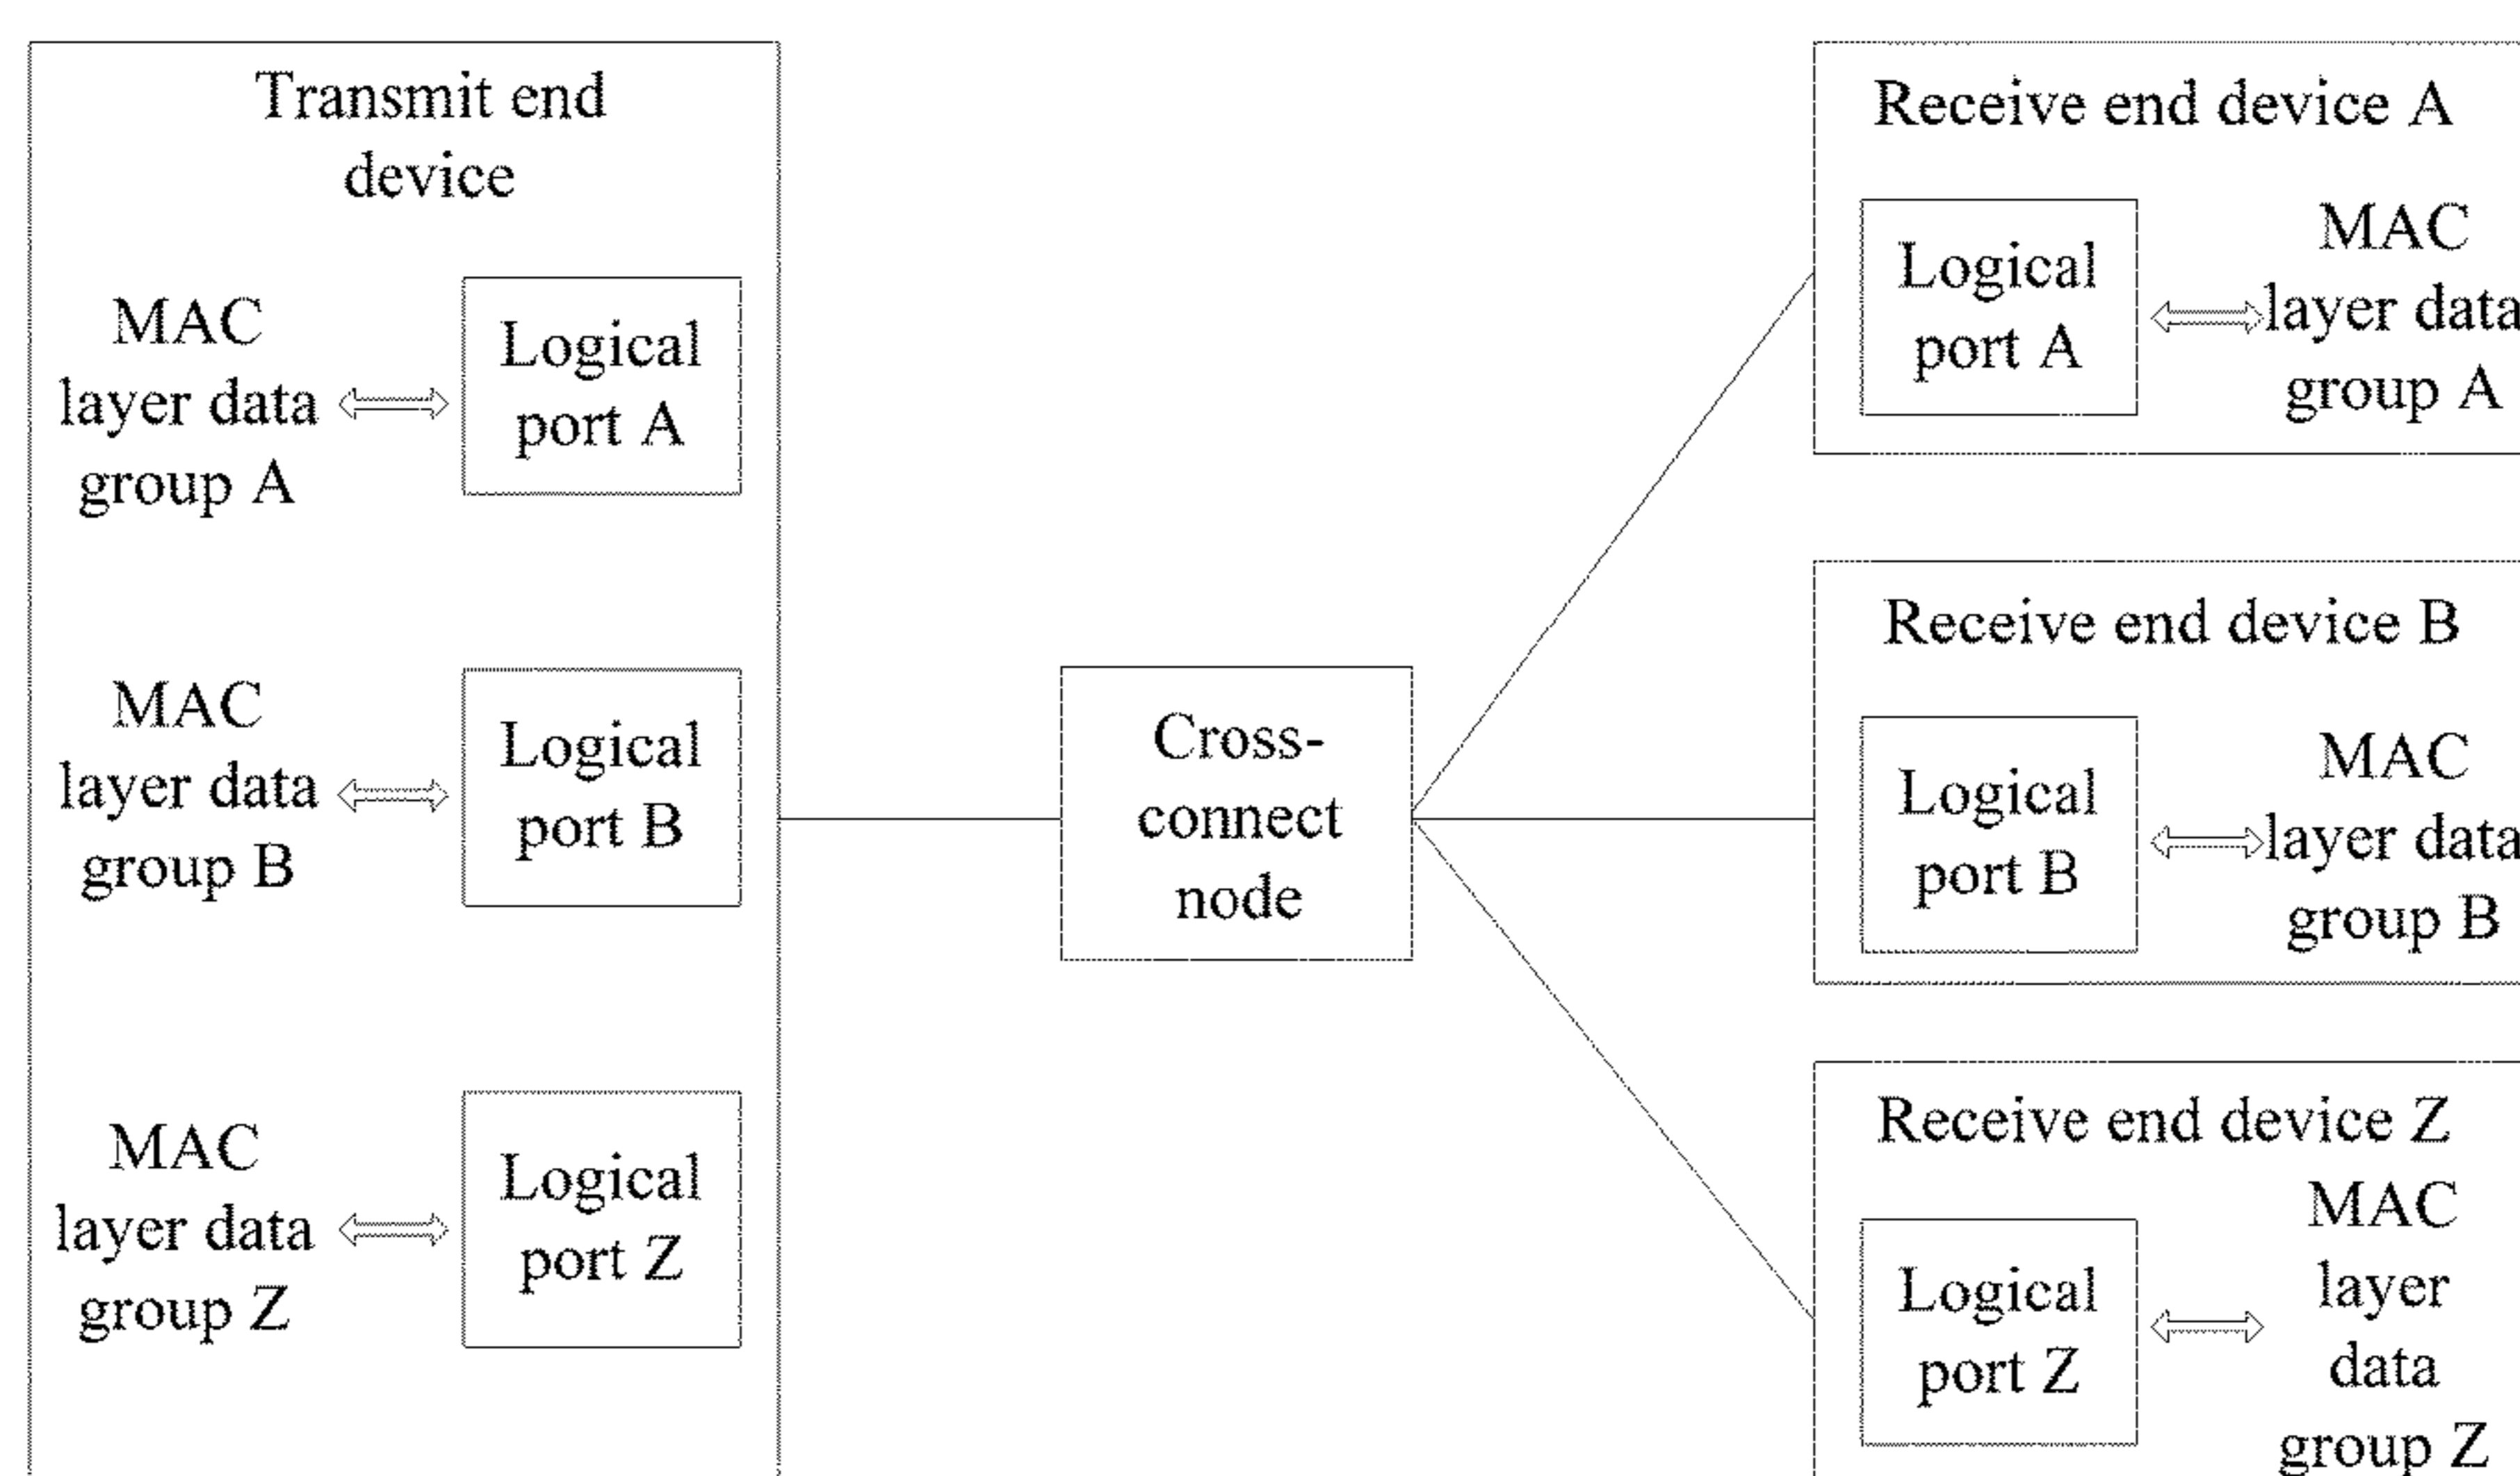 Transmit end
device
MAC
layer data
group A
Logical
port A
MAC
layer data
group B
Logical
port B
MAC
layer data
group Z
Logical
port Z
Cross-
connect
node
Receive end device A
Logical
port A
MAC
layer data
group A
Receive end device B
Logical
port B
MAC
layer data
group B
Receive end device Z
Logical
port Z
MAC
layer
data
group Z